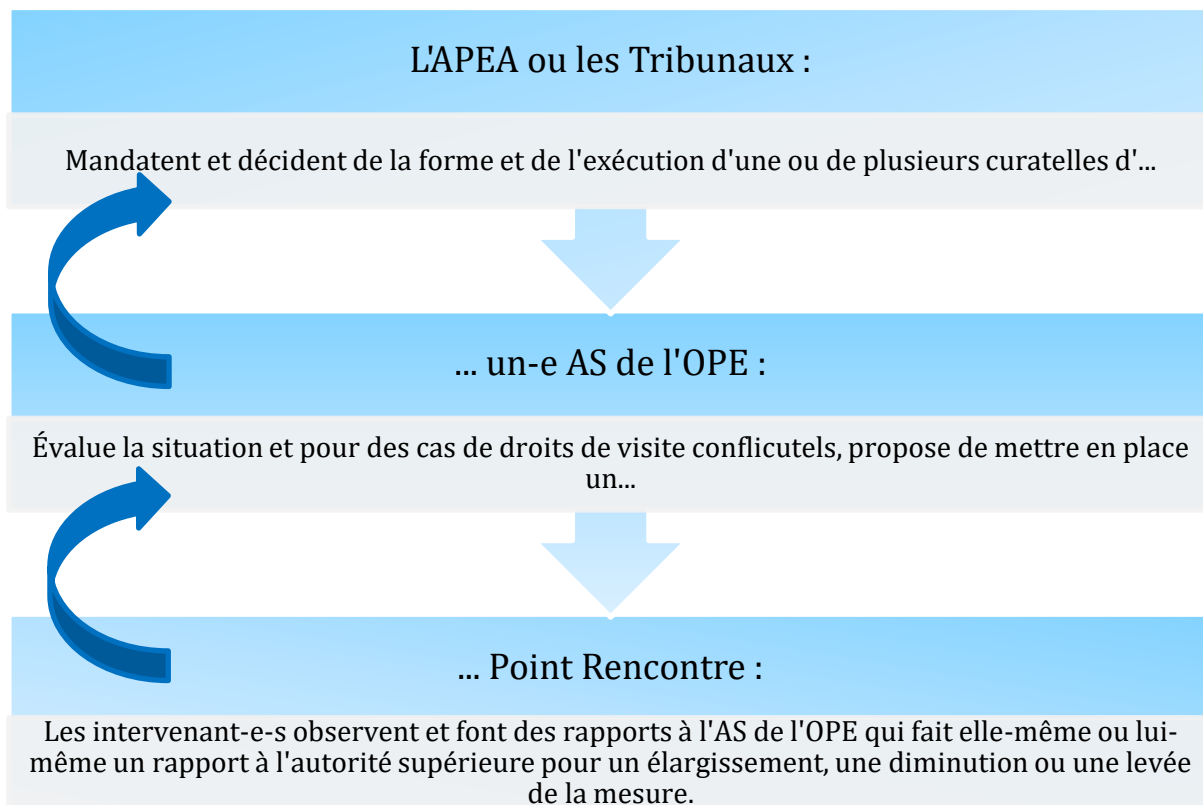 L'APEA ou les Tribunaux :
Mandatent et décident de la forme et de l'exécution d'une ou de plusieurs curatelles d'...
... un-e AS de l'OPE :
Évalue la situation et pour des cas de droits de visite conflicutels, propose de mettre en place
un...
... Point Rencontre :
Les intervenant-e-s observent et font des rapports à l'AS de l'OPE qui fait elle-même ou lui-
même un rapport à l'autorité supérieure pour un élargissement, une diminution ou une levée
de la mesure.